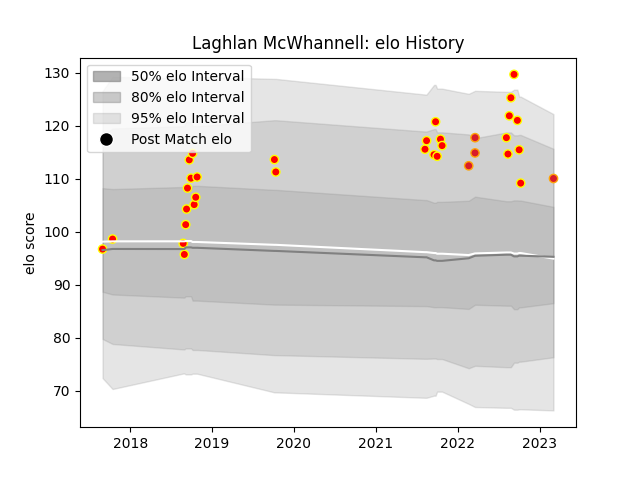 Laghlan McWhannell: elo History
130
120
110
100
90
80
70
elo score
50% elo Interval
80% elo Interval
95% elo Interval
Post Match elo
2018
2019
2020
2021
2022
2023